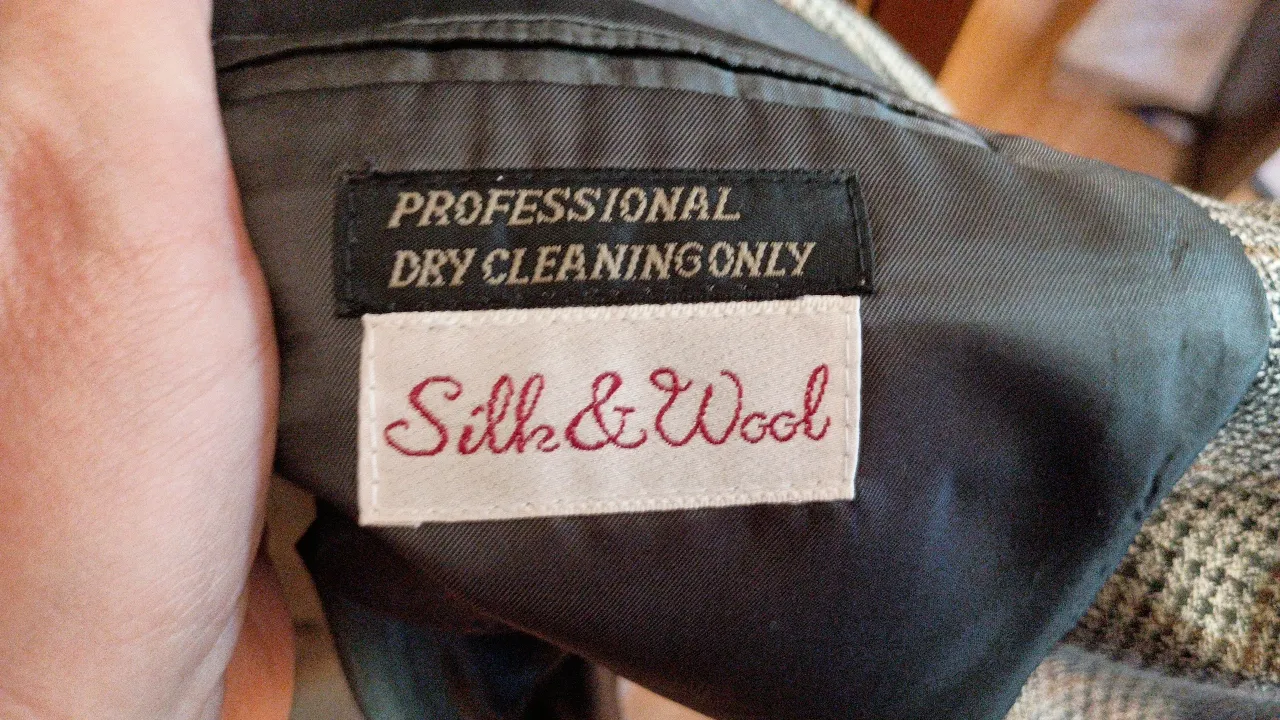 PROFESSIONAL
DRY CLEANING ONLY
Silk & Wool